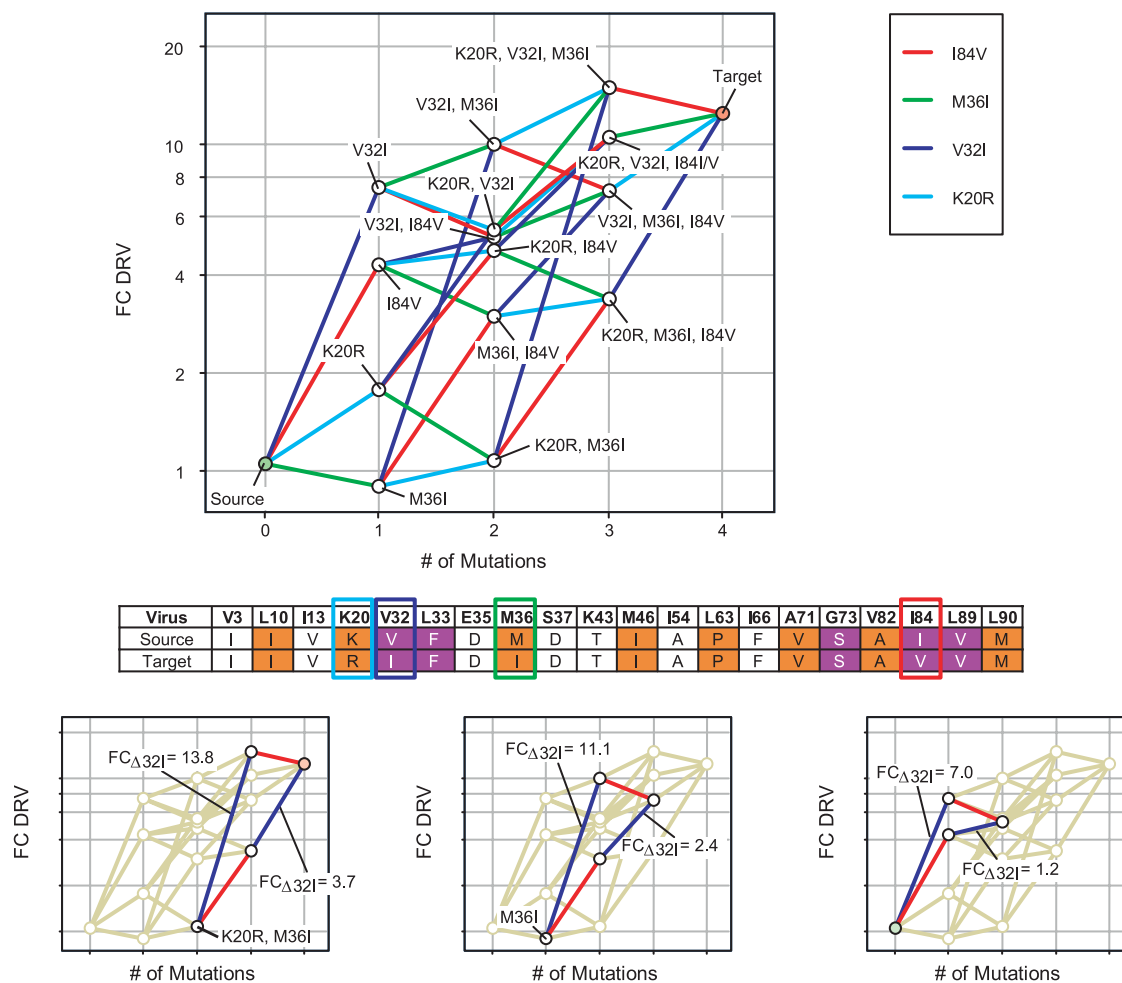 20
10
8
6
4
2
1
FC DRV
K20R, V32I, M36I
Target
V32I, M36I
V32I
K20R, V32I
K20R, V32I, I84I/V
V32I, I84V
V32I, M36I, I84V
K20R, I84V
I84V
K20R
M36I, I84V
K20R, M36I, I84V
K20R, M36I
Source
M36I
0 1 2 3 4
# of Mutations
I84V
M36I
V32I
K20R
Virus V3 L10 I13 K20 V32 L33 E35 M36 S37 K43 M46 I54 L63 I66 A71 G73 V82 I84 L89 L90
Source I I V K V F D M D T I A P F V S A I V M
Target I I V R I F D I D T I A P F V S A V V M
FC DRV
FCΔ32I= 13.8
FCΔ32I= 3.7
K20R, M36I
# of Mutations
FC DRV
FCΔ32I= 11.1
FCΔ32I= 2.4
M36I
# of Mutations
FC DRV
FCΔ32I= 7.0
FCΔ32I= 1.2
# of Mutations